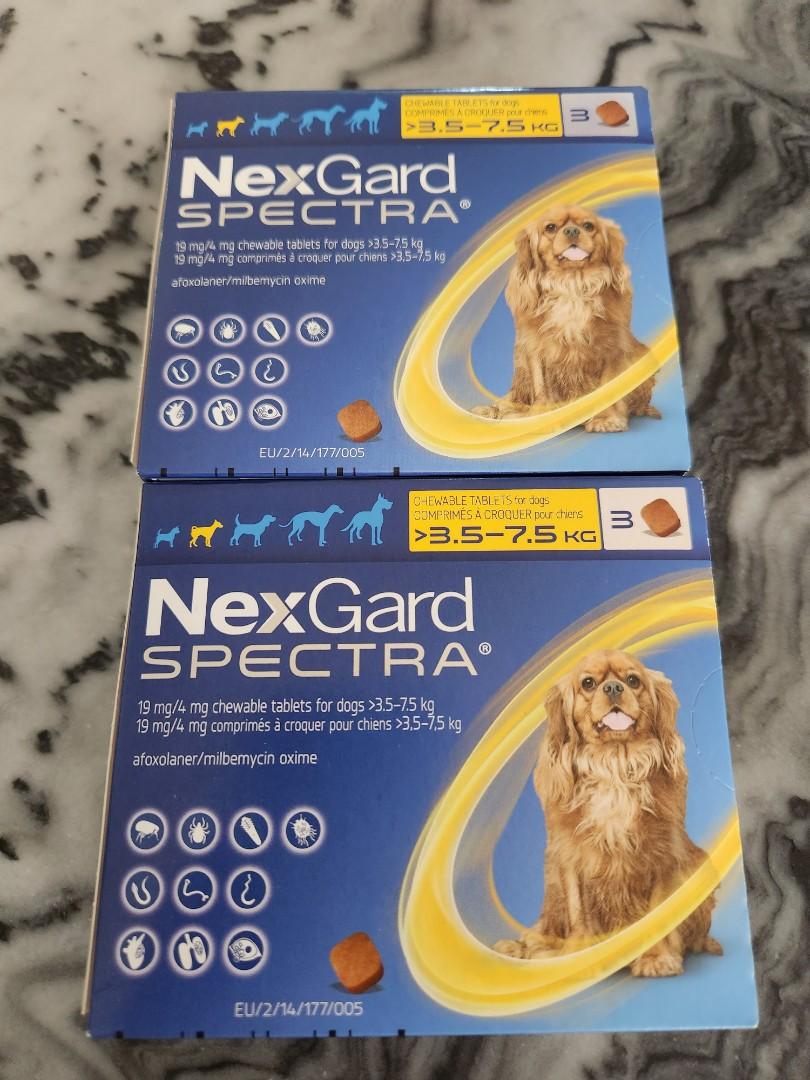 CHEWABLE TABLETS for dogs
COMPRIMÉS À CROQUER pour chiens
>3.5–7.5 KG
3
NexGard
SPECTRA®
19 mg/4 mg chewable tablets for dogs >3.5–7.5 kg
19 mg/4 mg comprimés à croquer pour chiens >3,5–7,5 kg
afoxolaner/milbemycin oxime
EU/2/14/177/005
CHEWABLE TABLETS for dogs
COMPRIMÉS À CROQUER pour chiens
>3.5–7.5 KG
3
NexGard
SPECTRA®
19 mg/4 mg chewable tablets for dogs >3.5–7.5 kg
19 mg/4 mg comprimés à croquer pour chiens >3,5–7,5 kg
afoxolaner/milbemycin oxime
EU/2/14/177/005